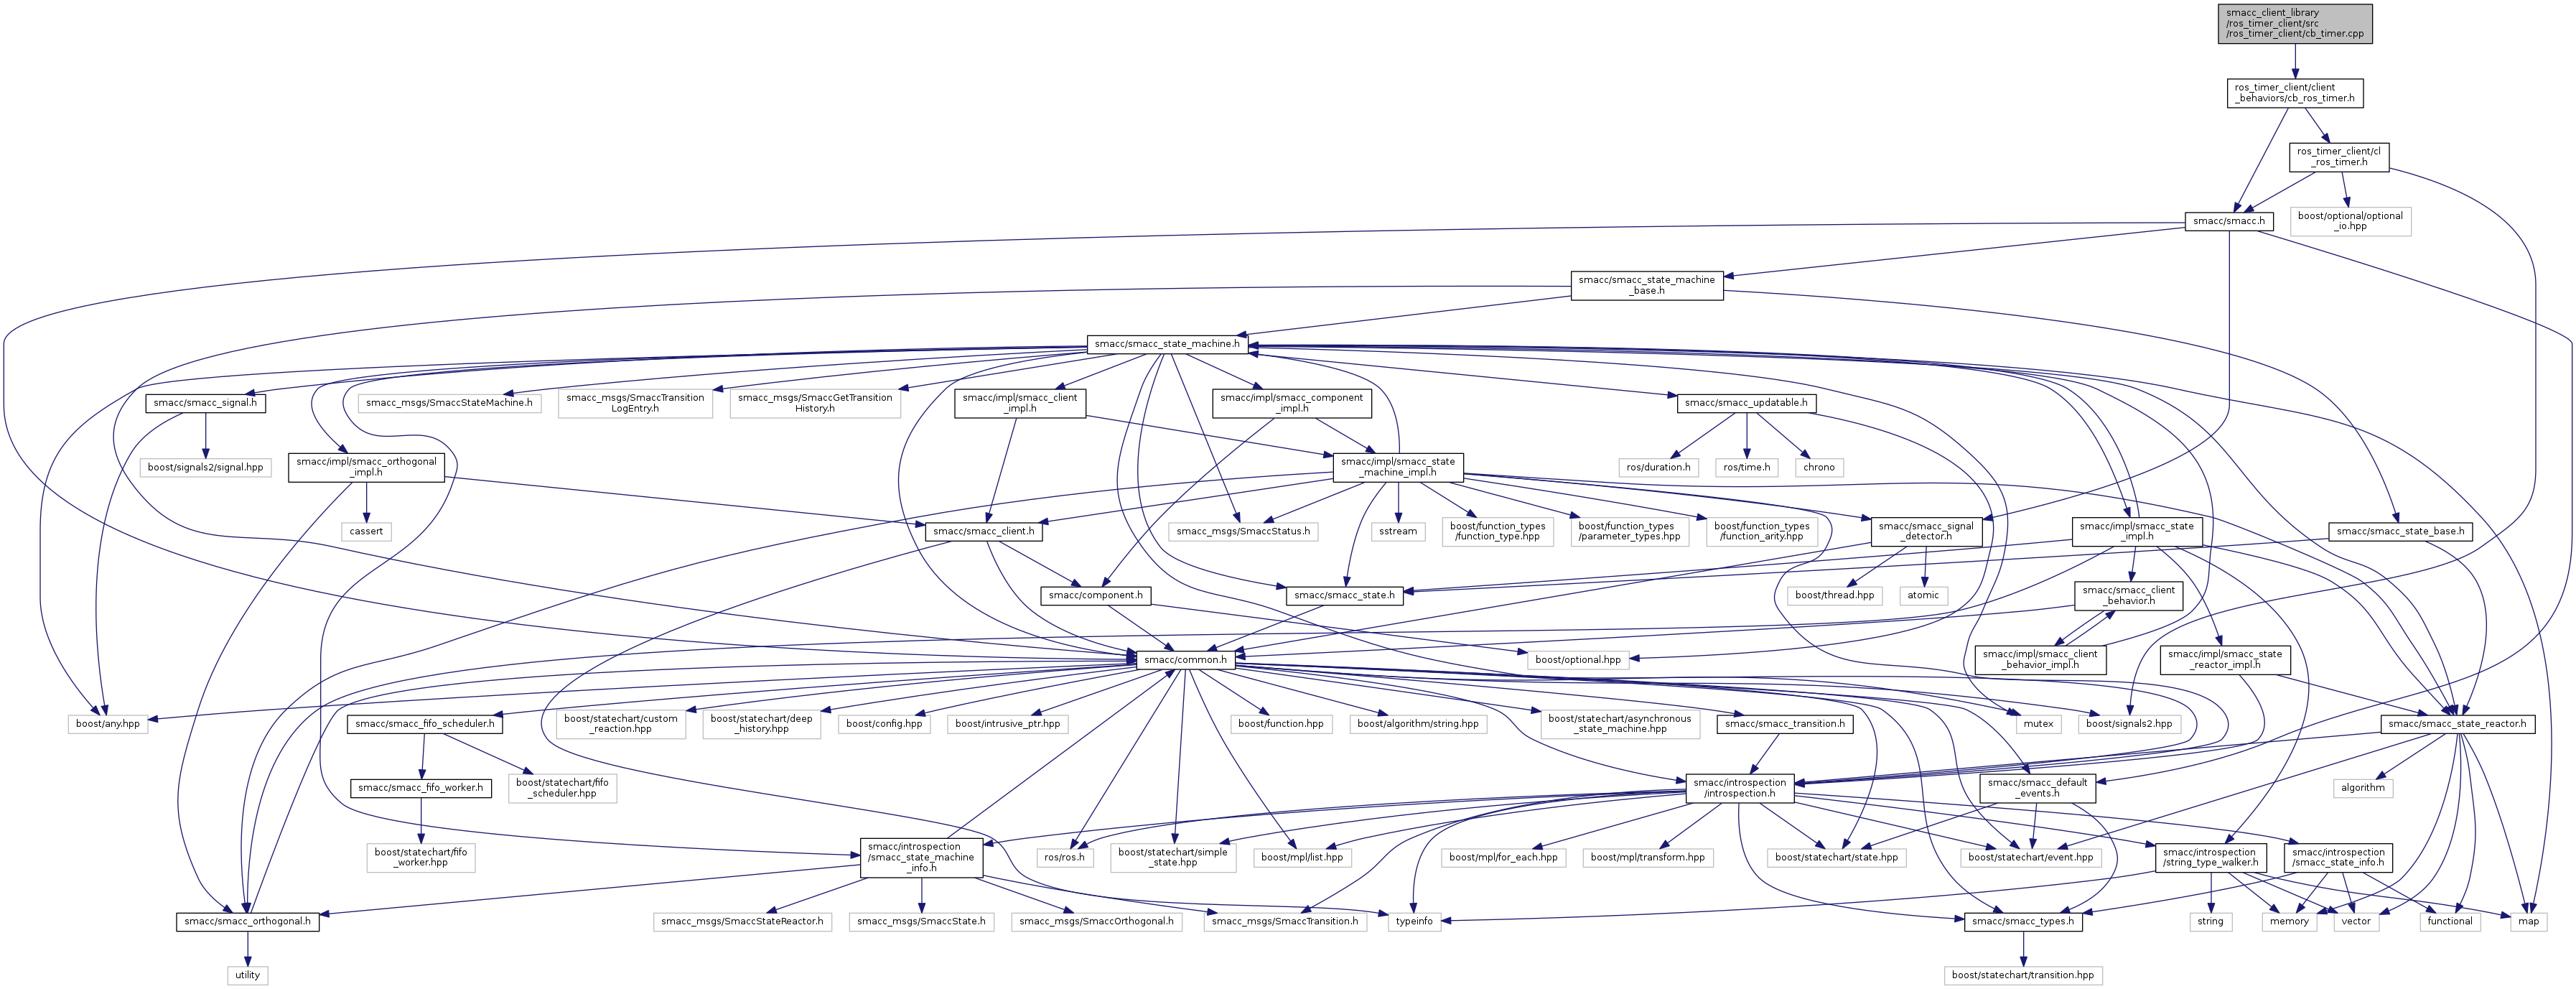 smacc_client_library
/ros_timer_client/src
/ros_timer_client/cb_timer.cpp
ros_timer_client/client
_behaviors/cb_ros_timer.h
ros_timer_client/cl
_ros_timer.h
smacc/smacc.h
boost/optional/optional
_io.hpp
smacc/smacc_state_machine
_base.h
smacc/smacc_state_machine.h
smacc/smacc_signal.h
smacc_msgs/SmaccStateMachine.h
smacc_msgs/SmaccTransition
LogEntry.h
smacc_msgs/SmaccGetTransition
History.h
smacc/impl/smacc_client
_impl.h
smacc/impl/smacc_component
_impl.h
smacc/smacc_updatable.h
boost/signals2/signal.hpp
smacc/impl/smacc_orthogonal
_impl.h
smacc/impl/smacc_state
_machine_impl.h
ros/duration.h
ros/time.h
chrono
cassert
smacc/smacc_client.h
smacc_msgs/SmaccStatus.h
sstream
boost/function_types
/function_type.hpp
boost/function_types
/parameter_types.hpp
boost/function_types
/function_arity.hpp
smacc/smacc_signal
_detector.h
smacc/impl/smacc_state
_impl.h
smacc/smacc_state_base.h
smacc/component.h
smacc/smacc_state.h
boost/thread.hpp
atomic
smacc/smacc_client
_behavior.h
smacc/common.h
boost/optional.hpp
smacc/impl/smacc_client
_behavior_impl.h
smacc/impl/smacc_state
_reactor_impl.h
boost/any.hpp
smacc/smacc_fifo_scheduler.h
boost/statechart/custom
_reaction.hpp
boost/statechart/deep
_history.hpp
boost/config.hpp
boost/intrusive_ptr.hpp
boost/function.hpp
boost/algorithm/string.hpp
boost/statechart/asynchronous
_state_machine.hpp
smacc/smacc_transition.h
mutex
boost/signals2.hpp
smacc/smacc_state_reactor.h
smacc/smacc_fifo_worker.h
boost/statechart/fifo
_scheduler.hpp
smacc/introspection
/introspection.h
smacc/smacc_default
_events.h
algorithm
boost/statechart/fifo
_worker.hpp
smacc/introspection
/smacc_state_machine
_info.h
ros/ros.h
boost/statechart/simple
_state.hpp
boost/mpl/list.hpp
boost/mpl/for_each.hpp
boost/mpl/transform.hpp
boost/statechart/state.hpp
boost/statechart/event.hpp
smacc/introspection
/string_type_walker.h
smacc/introspection
/smacc_state_info.h
smacc/smacc_orthogonal.h
smacc_msgs/SmaccStateReactor.h
smacc_msgs/SmaccState.h
smacc_msgs/SmaccOrthogonal.h
smacc_msgs/SmaccTransition.h
typeinfo
smacc/smacc_types.h
string
memory
vector
functional
map
utility
boost/statechart/transition.hpp